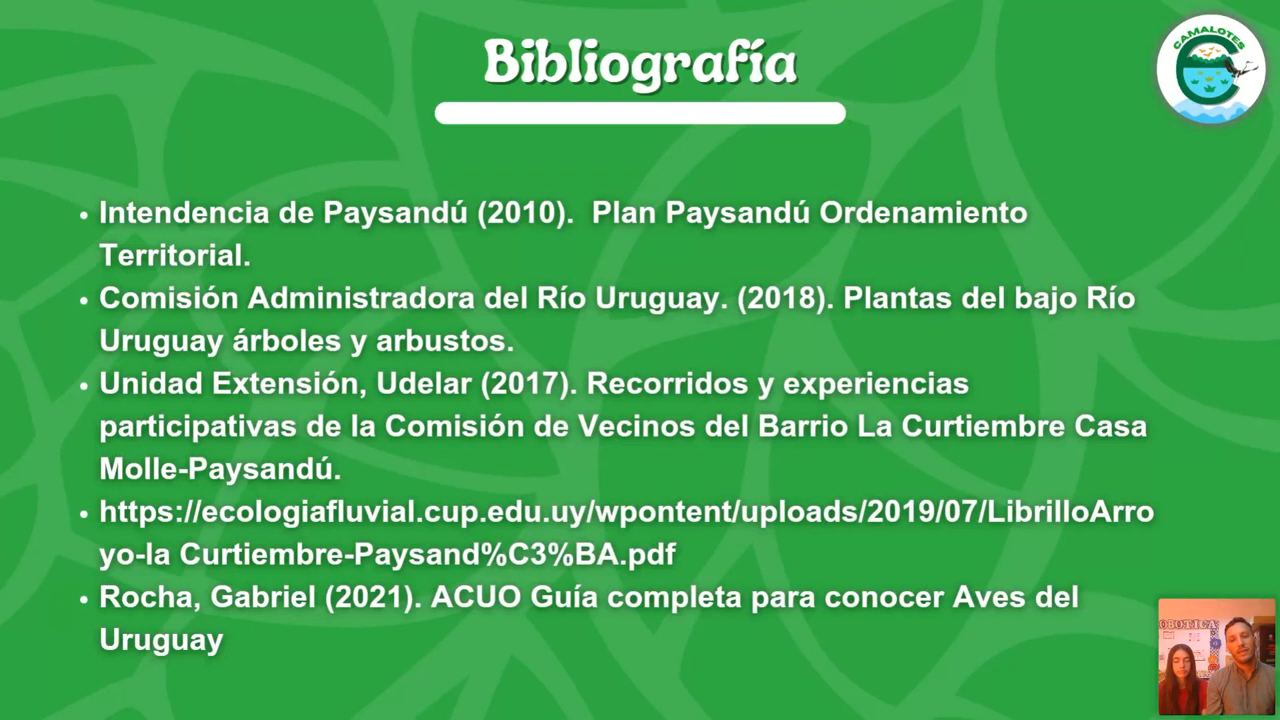 Bibliografía
CAMALOTES
Intendencia de Paysandú (2010).  Plan Paysandú Ordenamiento
Territorial.
Comisión Administradora del Río Uruguay. (2018). Plantas del bajo Río
Uruguay árboles y arbustos.
Unidad Extensión, Udelar (2017). Recorridos y experiencias
participativas de la Comisión de Vecinos del Barrio La Curtiembre Casa
Molle-Paysandú.
https://ecologiafluvial.cup.edu.uy/wpontent/uploads/2019/07/LibrilloArro
yo-la Curtiembre-Paysand%C3%BA.pdf
Rocha, Gabriel (2021). ACUO Guía completa para conocer Aves del
Uruguay
OBOTICA